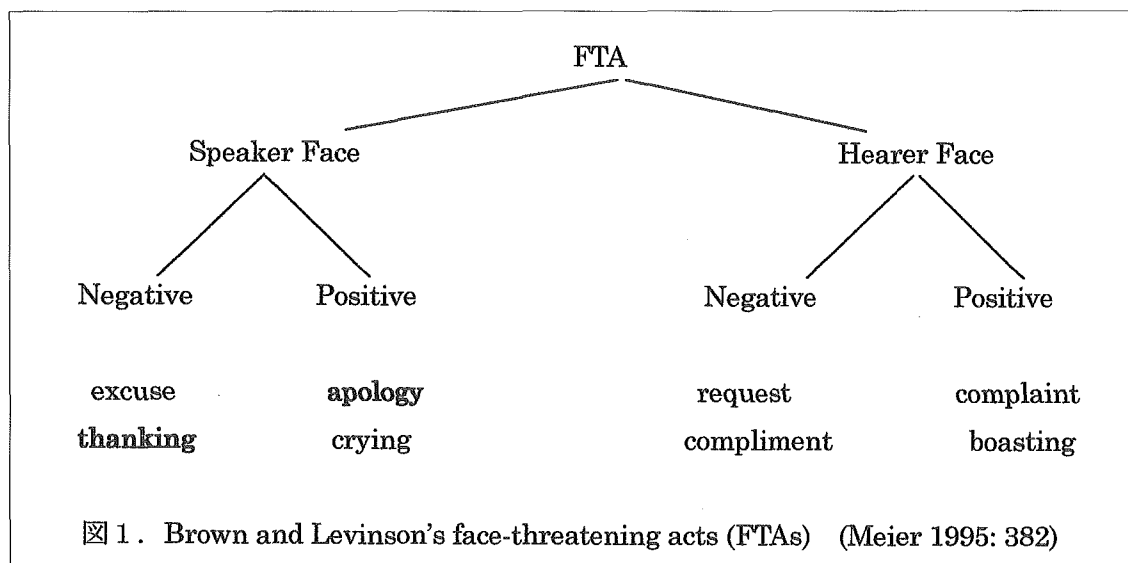 FTA
Speaker Face Hearer Face
Negative Positive Negative Positive
excuse apology request complaint
thanking crying compliment boasting
図1. Brown and Levinson's face-threatening acts (FTAs) (Meier 1995: 382)